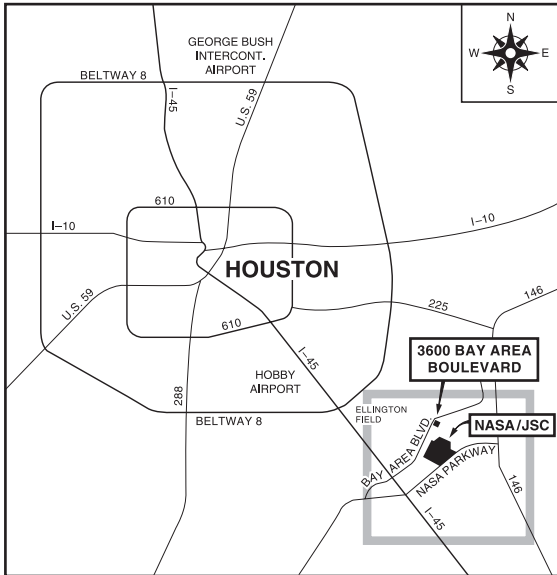 N
W
E
S
GEORGE BUSH
INTERCONT.
AIRPORT
BELTWAY 8
I–45
U.S. 59
610
I–10
I–10
HOUSTON
U.S. 59
225
146
610
I–45
3600 BAY AREA
BOULEVARD
HOBBY
AIRPORT
288
ELLINGTON
FIELD
BELTWAY 8
NASA/JSC
BAY AREA BLVD.
NASA PARKWAY
146
I–45